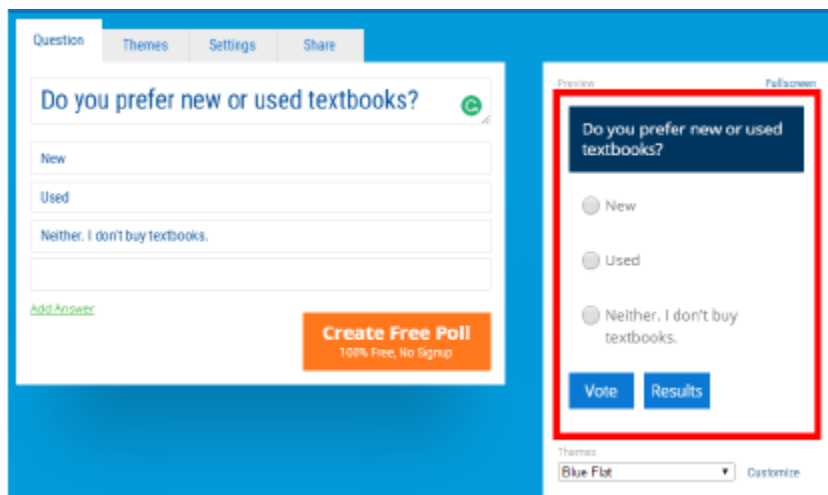 Question
Themes
Settings
Share
Do you prefer new or used textbooks?
New
Used
Neither. I don't buy textbooks.
Add Answer
Create Free Poll
100% Free, No Signup
Preview
Fullscreen
Do you prefer new or used
textbooks?
New
Used
Neither. I don't buy
textbooks.
Vote
Results
Themes
Blue Flat
Customize